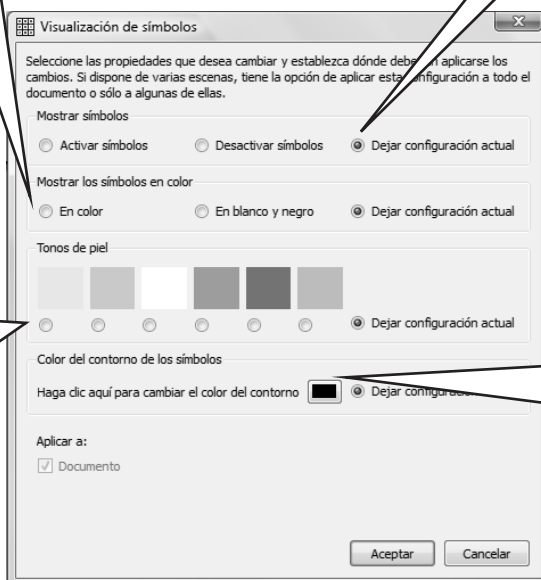 Visualización de símbolos
Seleccione las propiedades que desea cambiar y establezca dónde aplicarse los
cambios. Si dispone de varias escenas, tiene la opción de aplicar esta configuración a todo el
documento o sólo a algunas de ellas.
Mostrar símbolos
Activar símbolos Desactivar símbolos Dejar configuración actual
Mostrar los símbolos en color
En color En blanco y negro Dejar configuración actual
Tonos de piel
Dejar configuración actual
Color del contorno de los símbolos
Haga clic aquí para cambiar el color del contorno Dejar
Aplicar a:
Documento
Aceptar Cancelar